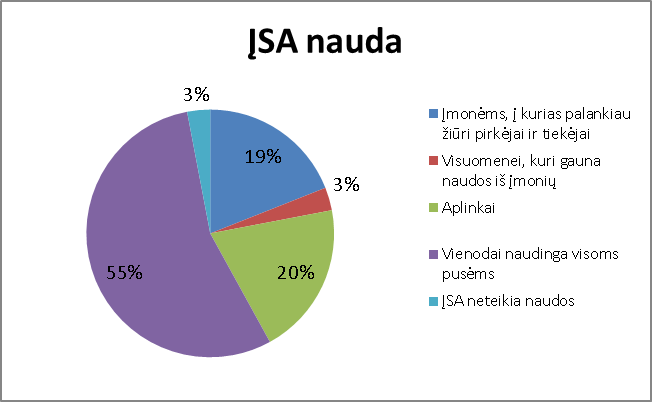 ĮSA nauda
3%
19%
3%
20%
55%
Įmonėms, į kurias palankiau
žiūri pirkėjai ir tiekėjai
Visuomenei, kuri gauna
naudos iš įmonių
Aplinkai
Vienodai naudinga visoms
pusėms
ĮSA neteikia naudos